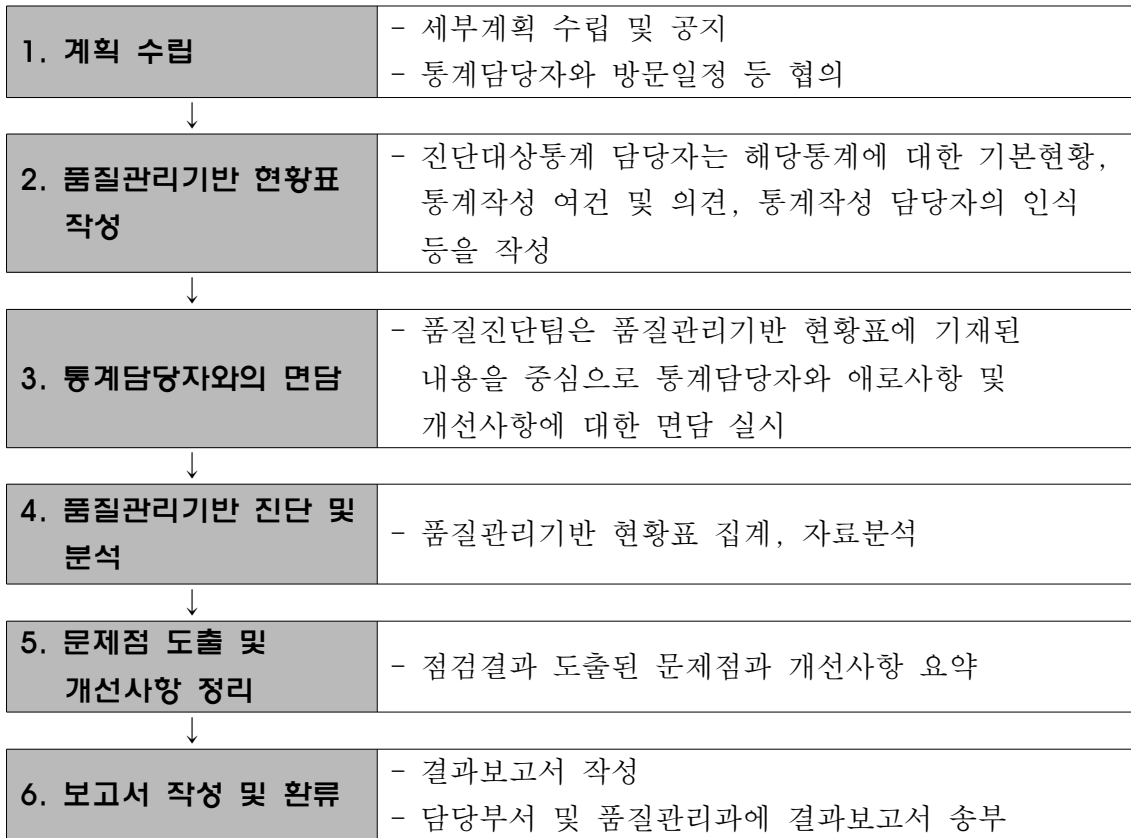 1. 계획 수립
- 세부계획 수립 및 공지
- 통계담당자와 방문일정 등 협의
↓
2. 품질관리기반 현황표
작성
- 진단대상통계 담당자는 해당통계에 대한 기본현황,
통계작성 여건 및 의견, 통계작성 담당자의 인식
등을 작성
↓
3. 통계담당자와의 면담
- 품질진단팀은 품질관리기반 현황표에 기재된
내용을 중심으로 통계담당자와 애로사항 및
개선사항에 대한 면담 실시
↓
4. 품질관리기반 진단 및
분석
- 품질관리기반 현황표 집계, 자료분석
↓
5. 문제점 도출 및
개선사항 정리
- 점검결과 도출된 문제점과 개선사항 요약
↓
6. 보고서 작성 및 환류
- 결과보고서 작성
- 담당부서 및 품질관리과에 결과보고서 송부